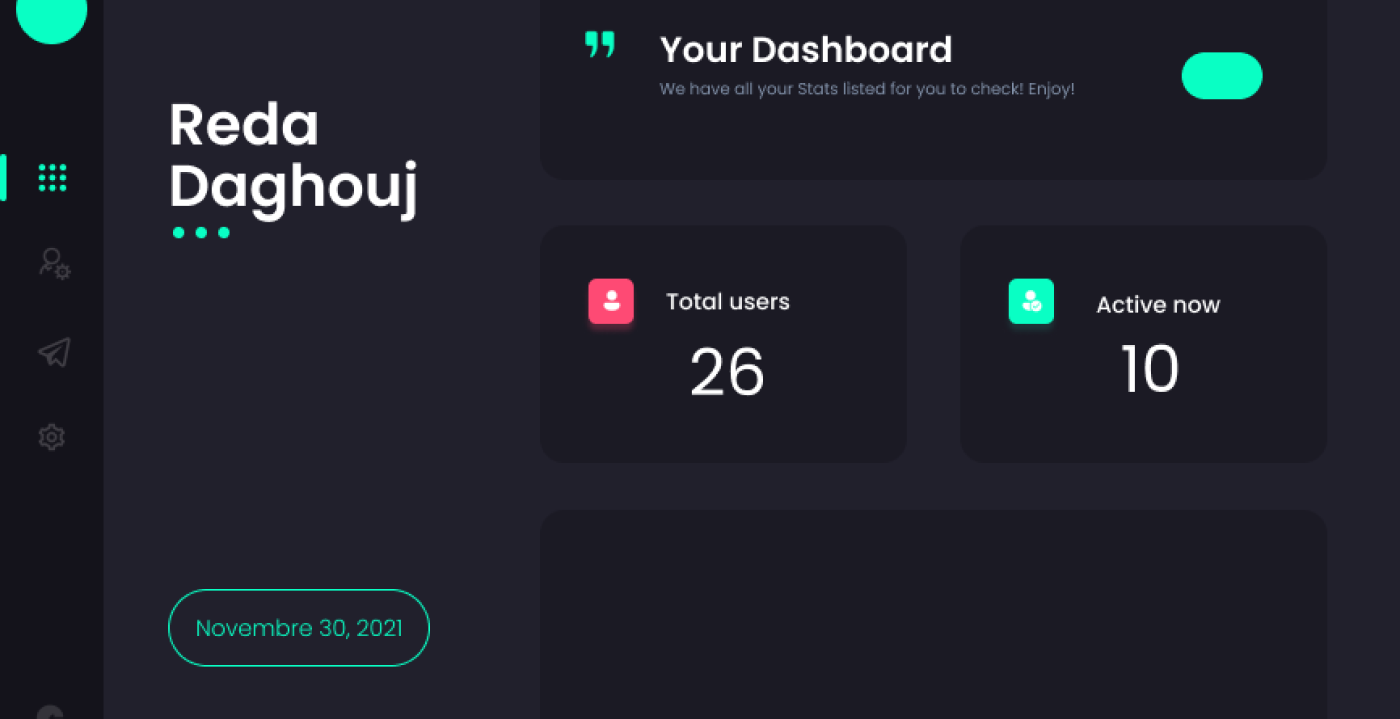 Reda
Daghouj
Novembre 30, 2021
Your Dashboard
We have all your Stats listed for you to check! Enjoy!
Total users
26
Active now
10